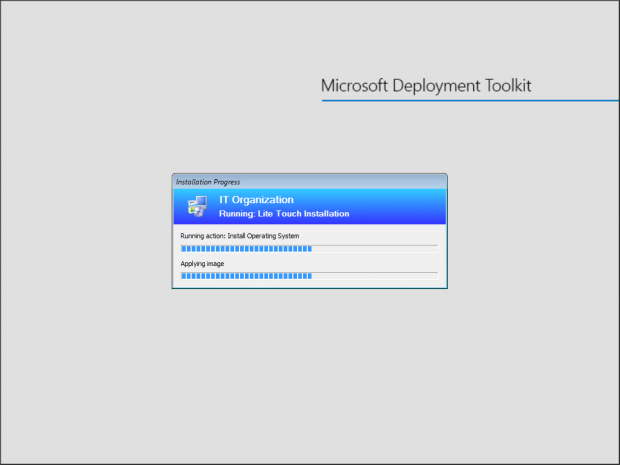 Microsoft Deployment Toolkit
Installation Progress
IT Organization
Running: Lite Touch Installation
Running action: Install Operating System
Applying image